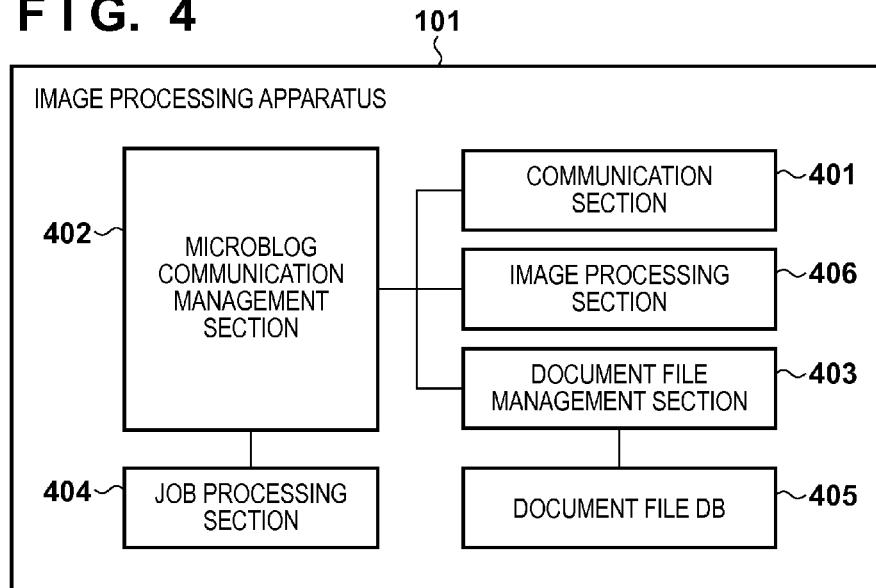 FIG. 4
101
IMAGE PROCESSING APPARATUS
402
MICROBLOG
COMMUNICATION
MANAGEMENT
SECTION
COMMUNICATION
SECTION
401
IMAGE PROCESSING
SECTION
406
DOCUMENT FILE
MANAGEMENT SECTION
403
404
JOB PROCESSING
SECTION
DOCUMENT FILE DB
405